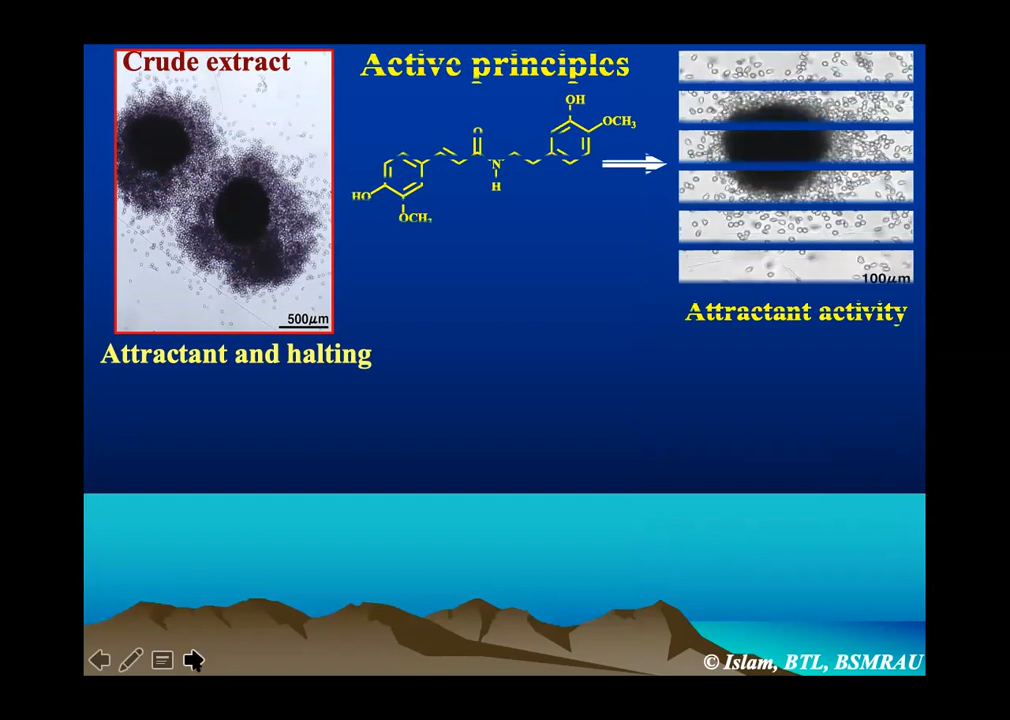 Crude extract
500µm
Attractant and halting
Active principles
OH
OCH3
O
N
H
HO
OCH3
100µm
Attractant activity
© Islam, BTL, BSMRAU